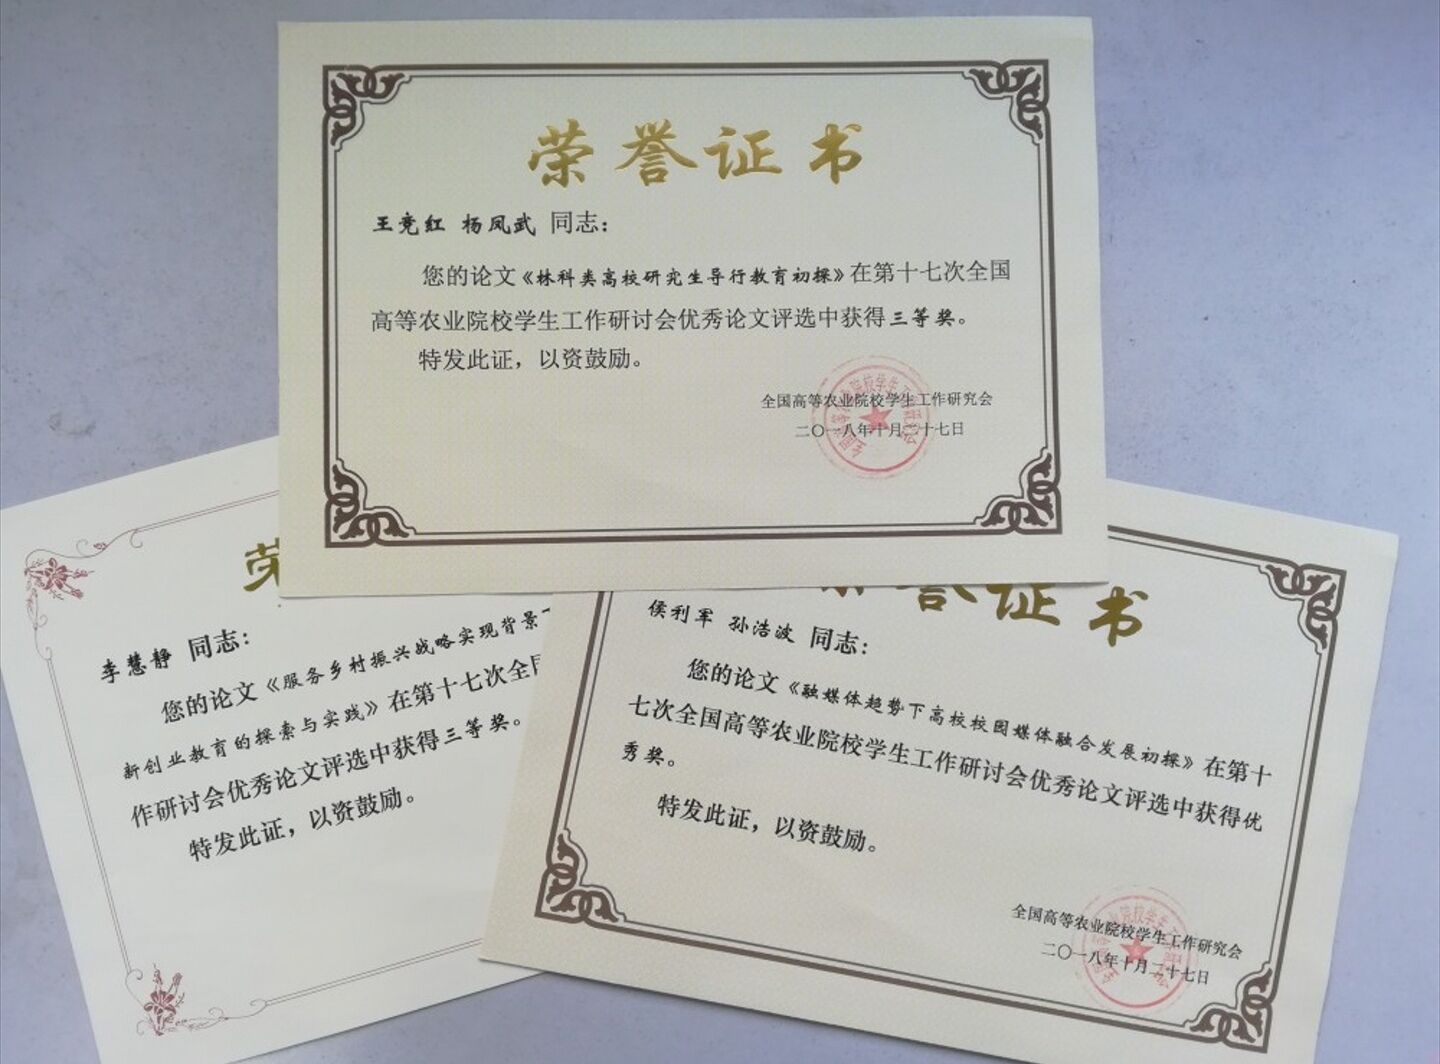 荣誉证书
王竞红 杨凤武 同志：
您的论文《林科类高校研究生导行教育初探》在第十七次全国
高等农业院校学生工作研讨会优秀论文评选中获得三等奖。
特发此证，以资鼓励。
全国高等农业院校学生工作研究会
二〇一八年十月二十七日
李慧静 同志：
您的论文《服务乡村振兴战略实现背景
新创业教育的探索与实践》在第十七次全国
作研讨会优秀论文评选中获得三等奖。
特发此证，以资鼓励。
誉证书
侯利军 孙浩波 同志：
您的论文《融媒体趋势下高校校园媒体融合发展初探》在第十
七次全国高等农业院校学生工作研讨会优秀论文评选中获得优
秀奖。
特发此证，以资鼓励。
全国高等农业院校学生工作研究会
二〇一八年十月二十七日